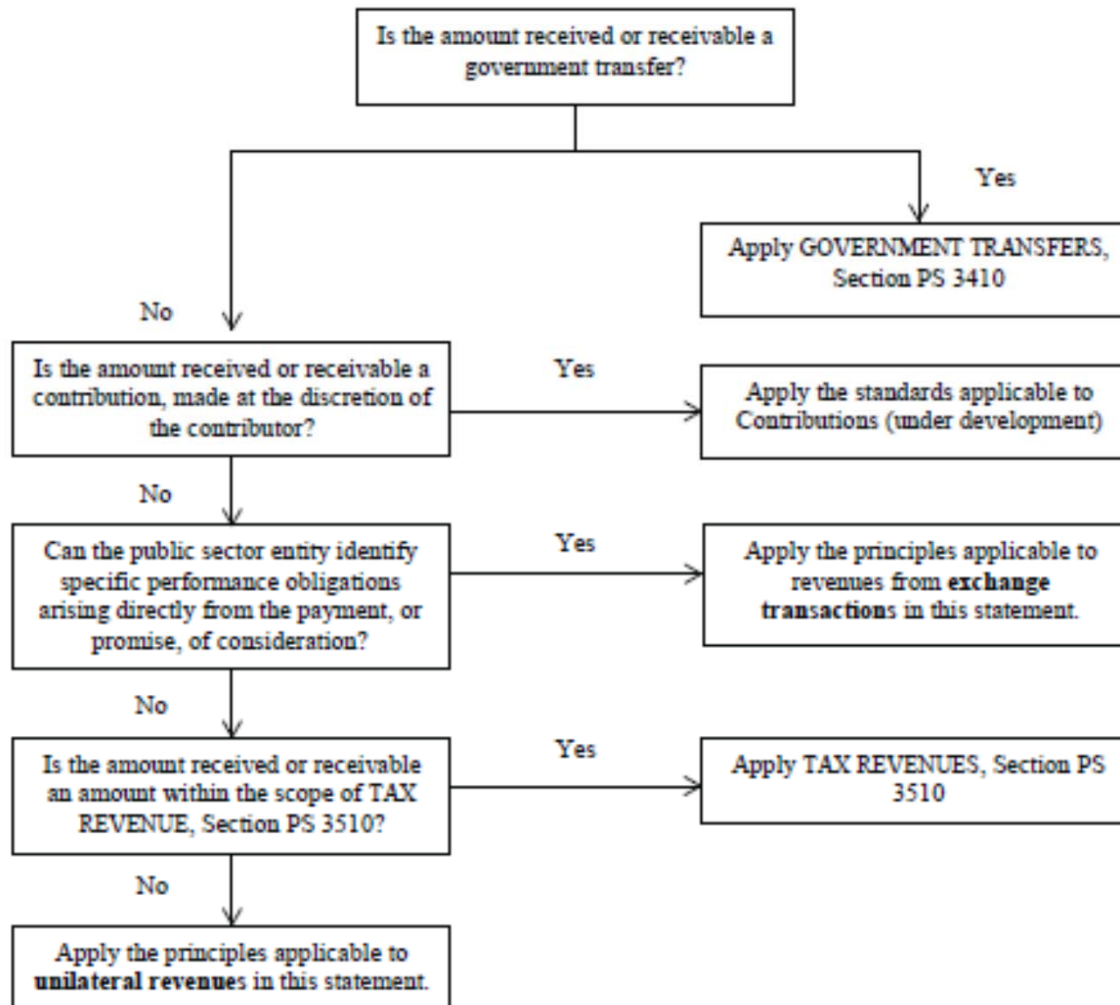 Is the amount received or receivable a
government transfer?
Yes
Apply GOVERNMENT TRANSFERS,
Section PS 3410
No
Is the amount received or receivable a
contribution, made at the discretion of
the contributor?
Yes
Apply the standards applicable to
Contributions (under development)
No
Can the public sector entity identify
specific performance obligations
arising directly from the payment, or
promise, of consideration?
Yes
Apply the principles applicable to
revenues from exchange
transactions in this statement.
No
Is the amount received or receivable
an amount within the scope of TAX
REVENUE, Section PS 3510?
Yes
Apply TAX REVENUES, Section PS
3510
No
Apply the principles applicable to
unilateral revenues in this statement.